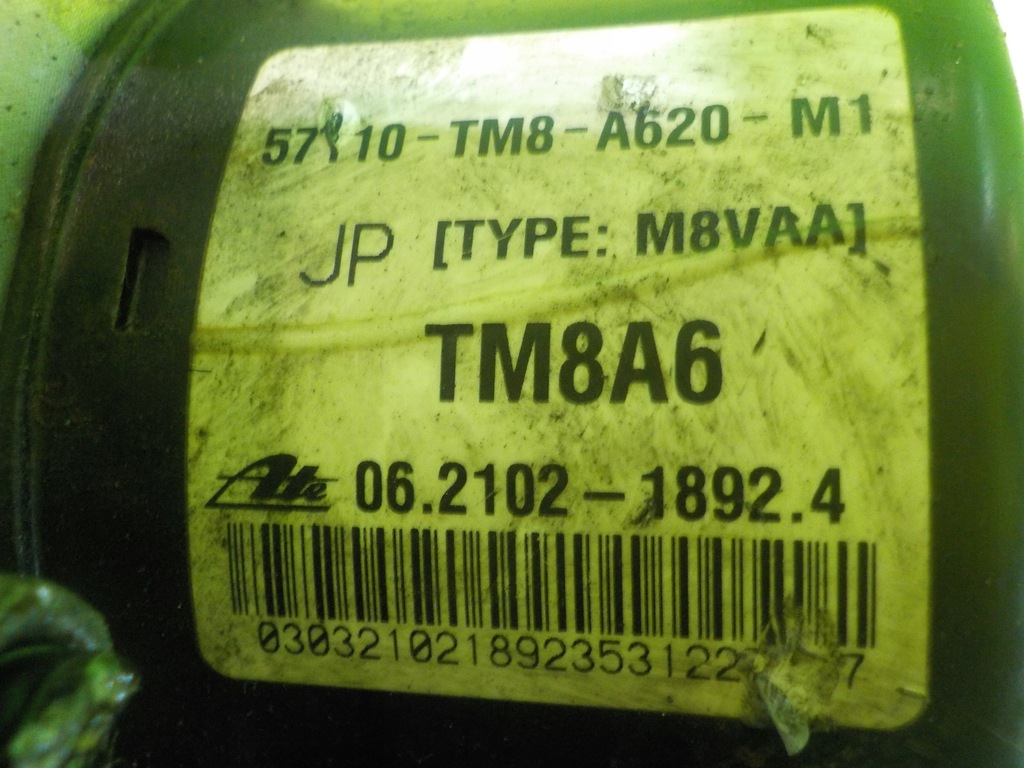 57110-TM8-A620-M1
JP [TYPE: M8VAA]
TM8A6
Ate 06.2102-1892.4